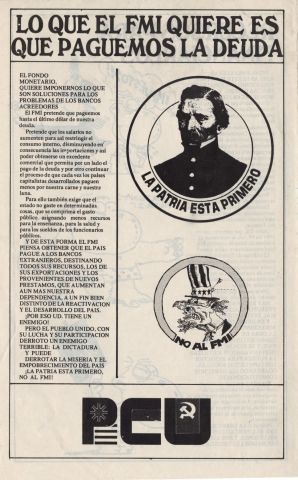 LO QUE EL FMI QUIERE ES
QUE PAGUEMOS LA DEUDA
EL FONDO
MONETARIO,
QUIERE IMPONERNOS LO QUE
SON SOLUCIONES PARA LOS
PROBLEMAS DE LOS BANCOS
ACREEDORES
El FMI pretende que paguemos
hasta el último dólar de nuestra
deuda.
Pretende que los salarios no
aumenten para así restringir el
consumo interno, disminuyendo en
consecuencia las importaciones y así
poder obtenerse un excedente
comercial que permita por un lado el
pago de la deuda y por otro continuar
el proceso de que cada vez los países
capitalistas desarrollados paguen
menos por nuestra carne y nuestra
lana.
Para ello también exige que el
estado no gaste en determinadas
cosas, que se comprima el gasto
público, asignando menos recursos
para la enseñanza, para la salud y
para los sueldos de los funcionarios
públicos.
Y DE ESTA FORMA EL FMI
PIENSA OBTENER QUE EL PAIS
PAGUE A LOS BANCOS
EXTRANJEROS, DESTINANDO
TODOS SUS RECURSOS, LOS DE
SUS EXPORTACIONES Y LOS
PROVENIENTES DE NUEVOS
PRESTAMOS, QUE AUMENTAN
AUN MAS NUESTRA
DEPENDENCIA, A UN FIN BIEN
DISTINTO DE LA REACTIVACION
Y EL DESARROLLO DEL PAIS.
¡POR ESO UD. TIENE UN
ENEMIGO!
PERO EL PUEBLO UNIDO, CON
SU LUCHA Y SU PARTICIPACION
DERROTO UN ENEMIGO
TERRIBLE: LA DICTADURA
Y PUEDE
DERROTAR LA MISERIA Y EL
EMPOBRECIMIENTO DEL PAIS
¡LA PATRIA ESTA PRIMERO,
NO AL FMI!
LA PATRIA ESTA PRIMERO
¡NO AL FMI!
PCU